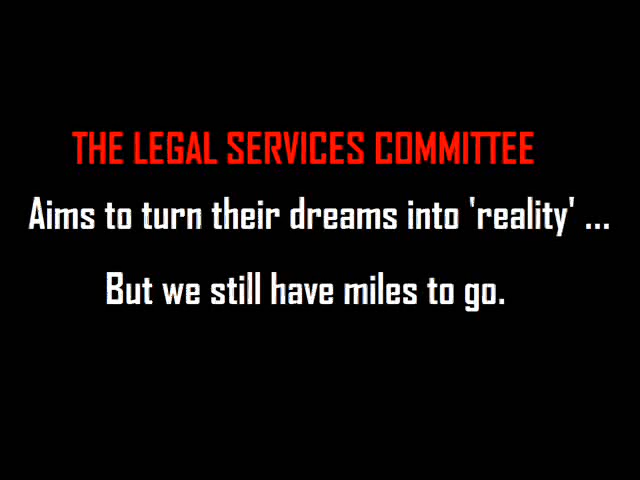 THE LEGAL SERVICES COMMITTEE
Aims to turn their dreams into 'reality' ...
But we still have miles to go.